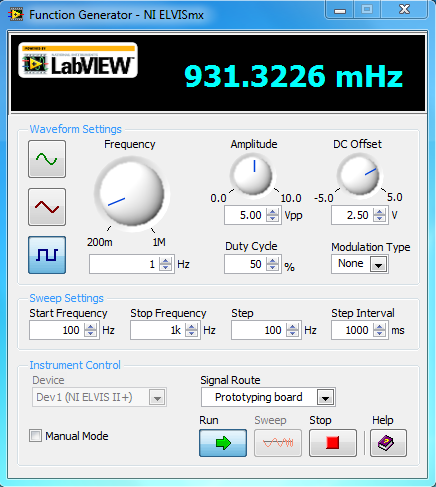 Function Generator - NI ELVISmx
LabVIEW™
931.3226 mHz
Waveform Settings
Frequency
Amplitude
DC Offset
0.0 10.0
-5.0 5.0
200m 1M
5.00 Vpp
2.50 V
1 Hz
Duty Cycle
50 %
Modulation Type
None
Sweep Settings
Start Frequency
100 Hz
Stop Frequency
1k Hz
Step
100 Hz
Step Interval
1000 ms
Instrument Control
Device
Dev1 (NI ELVIS II+)
Signal Route
Prototyping board
Manual Mode
Run
Sweep
Stop
Help